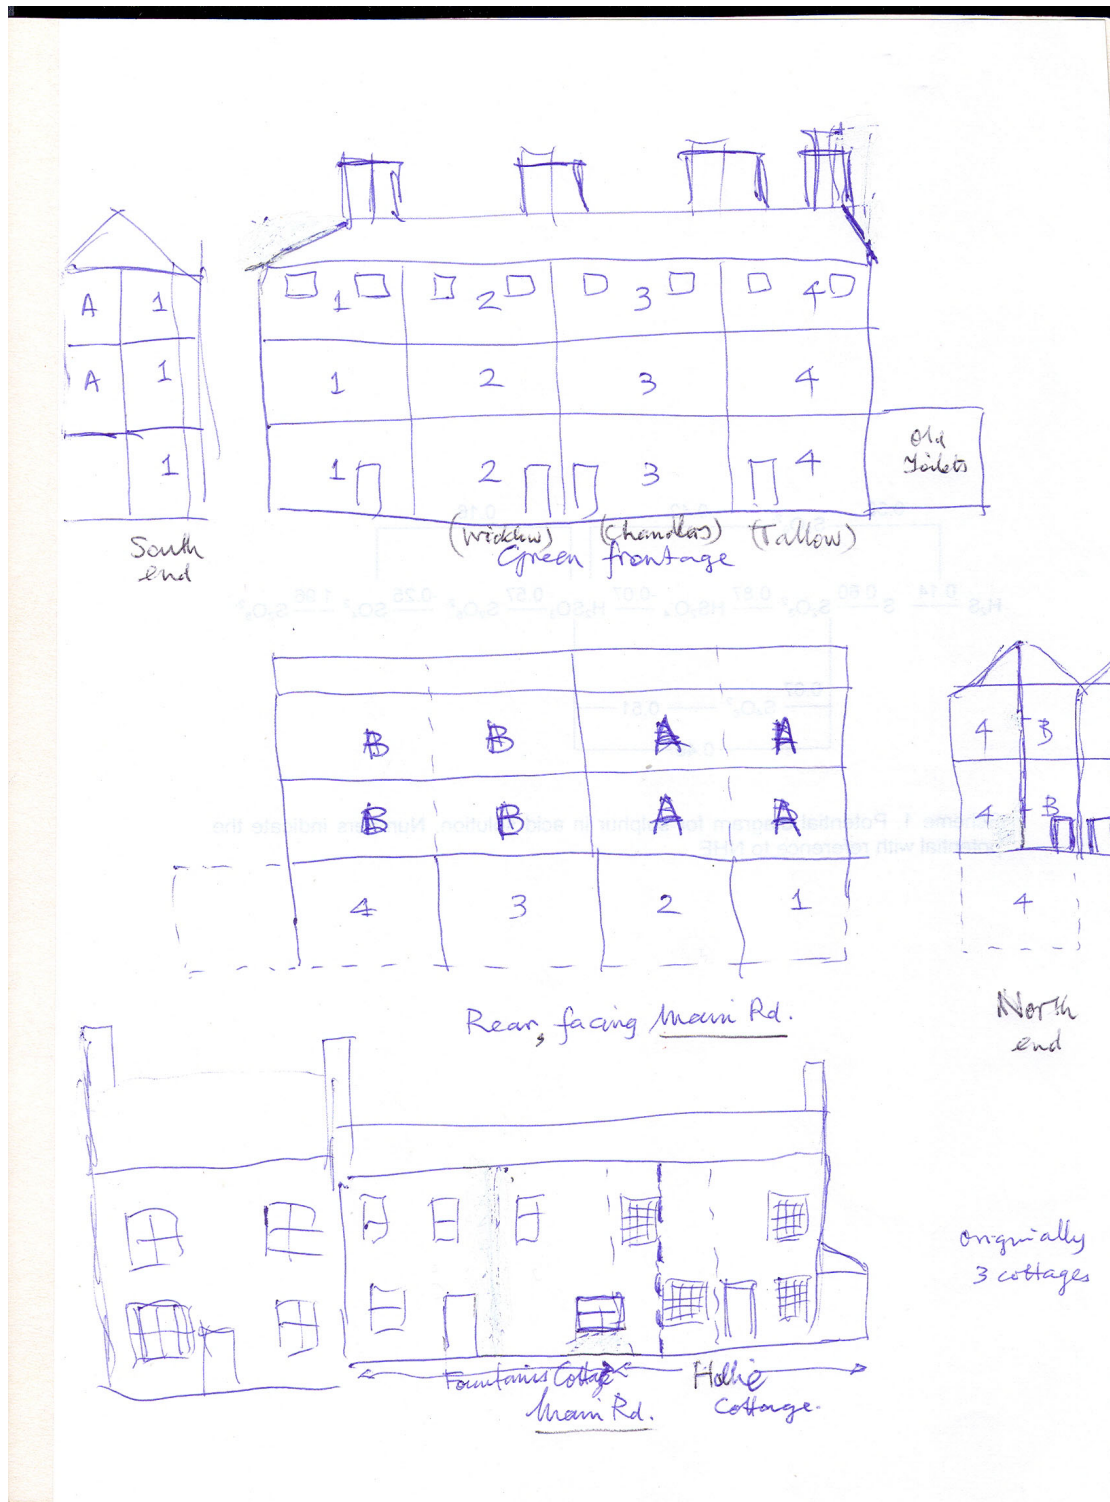 1 2 3 4
A 1
A 1
1 2 3 4
1
1 2 3 4
Old
Toilets
South
end
(Wicklow) (Chandlers) (Tallow)
Green frontage
B B A A
B B A A
4 3 2 1
4 B
4 B
4
Rear, facing Main Rd.
North
end
originally
3 cottages
Fountains Cottage
Hollie
Cottage.
Main Rd.